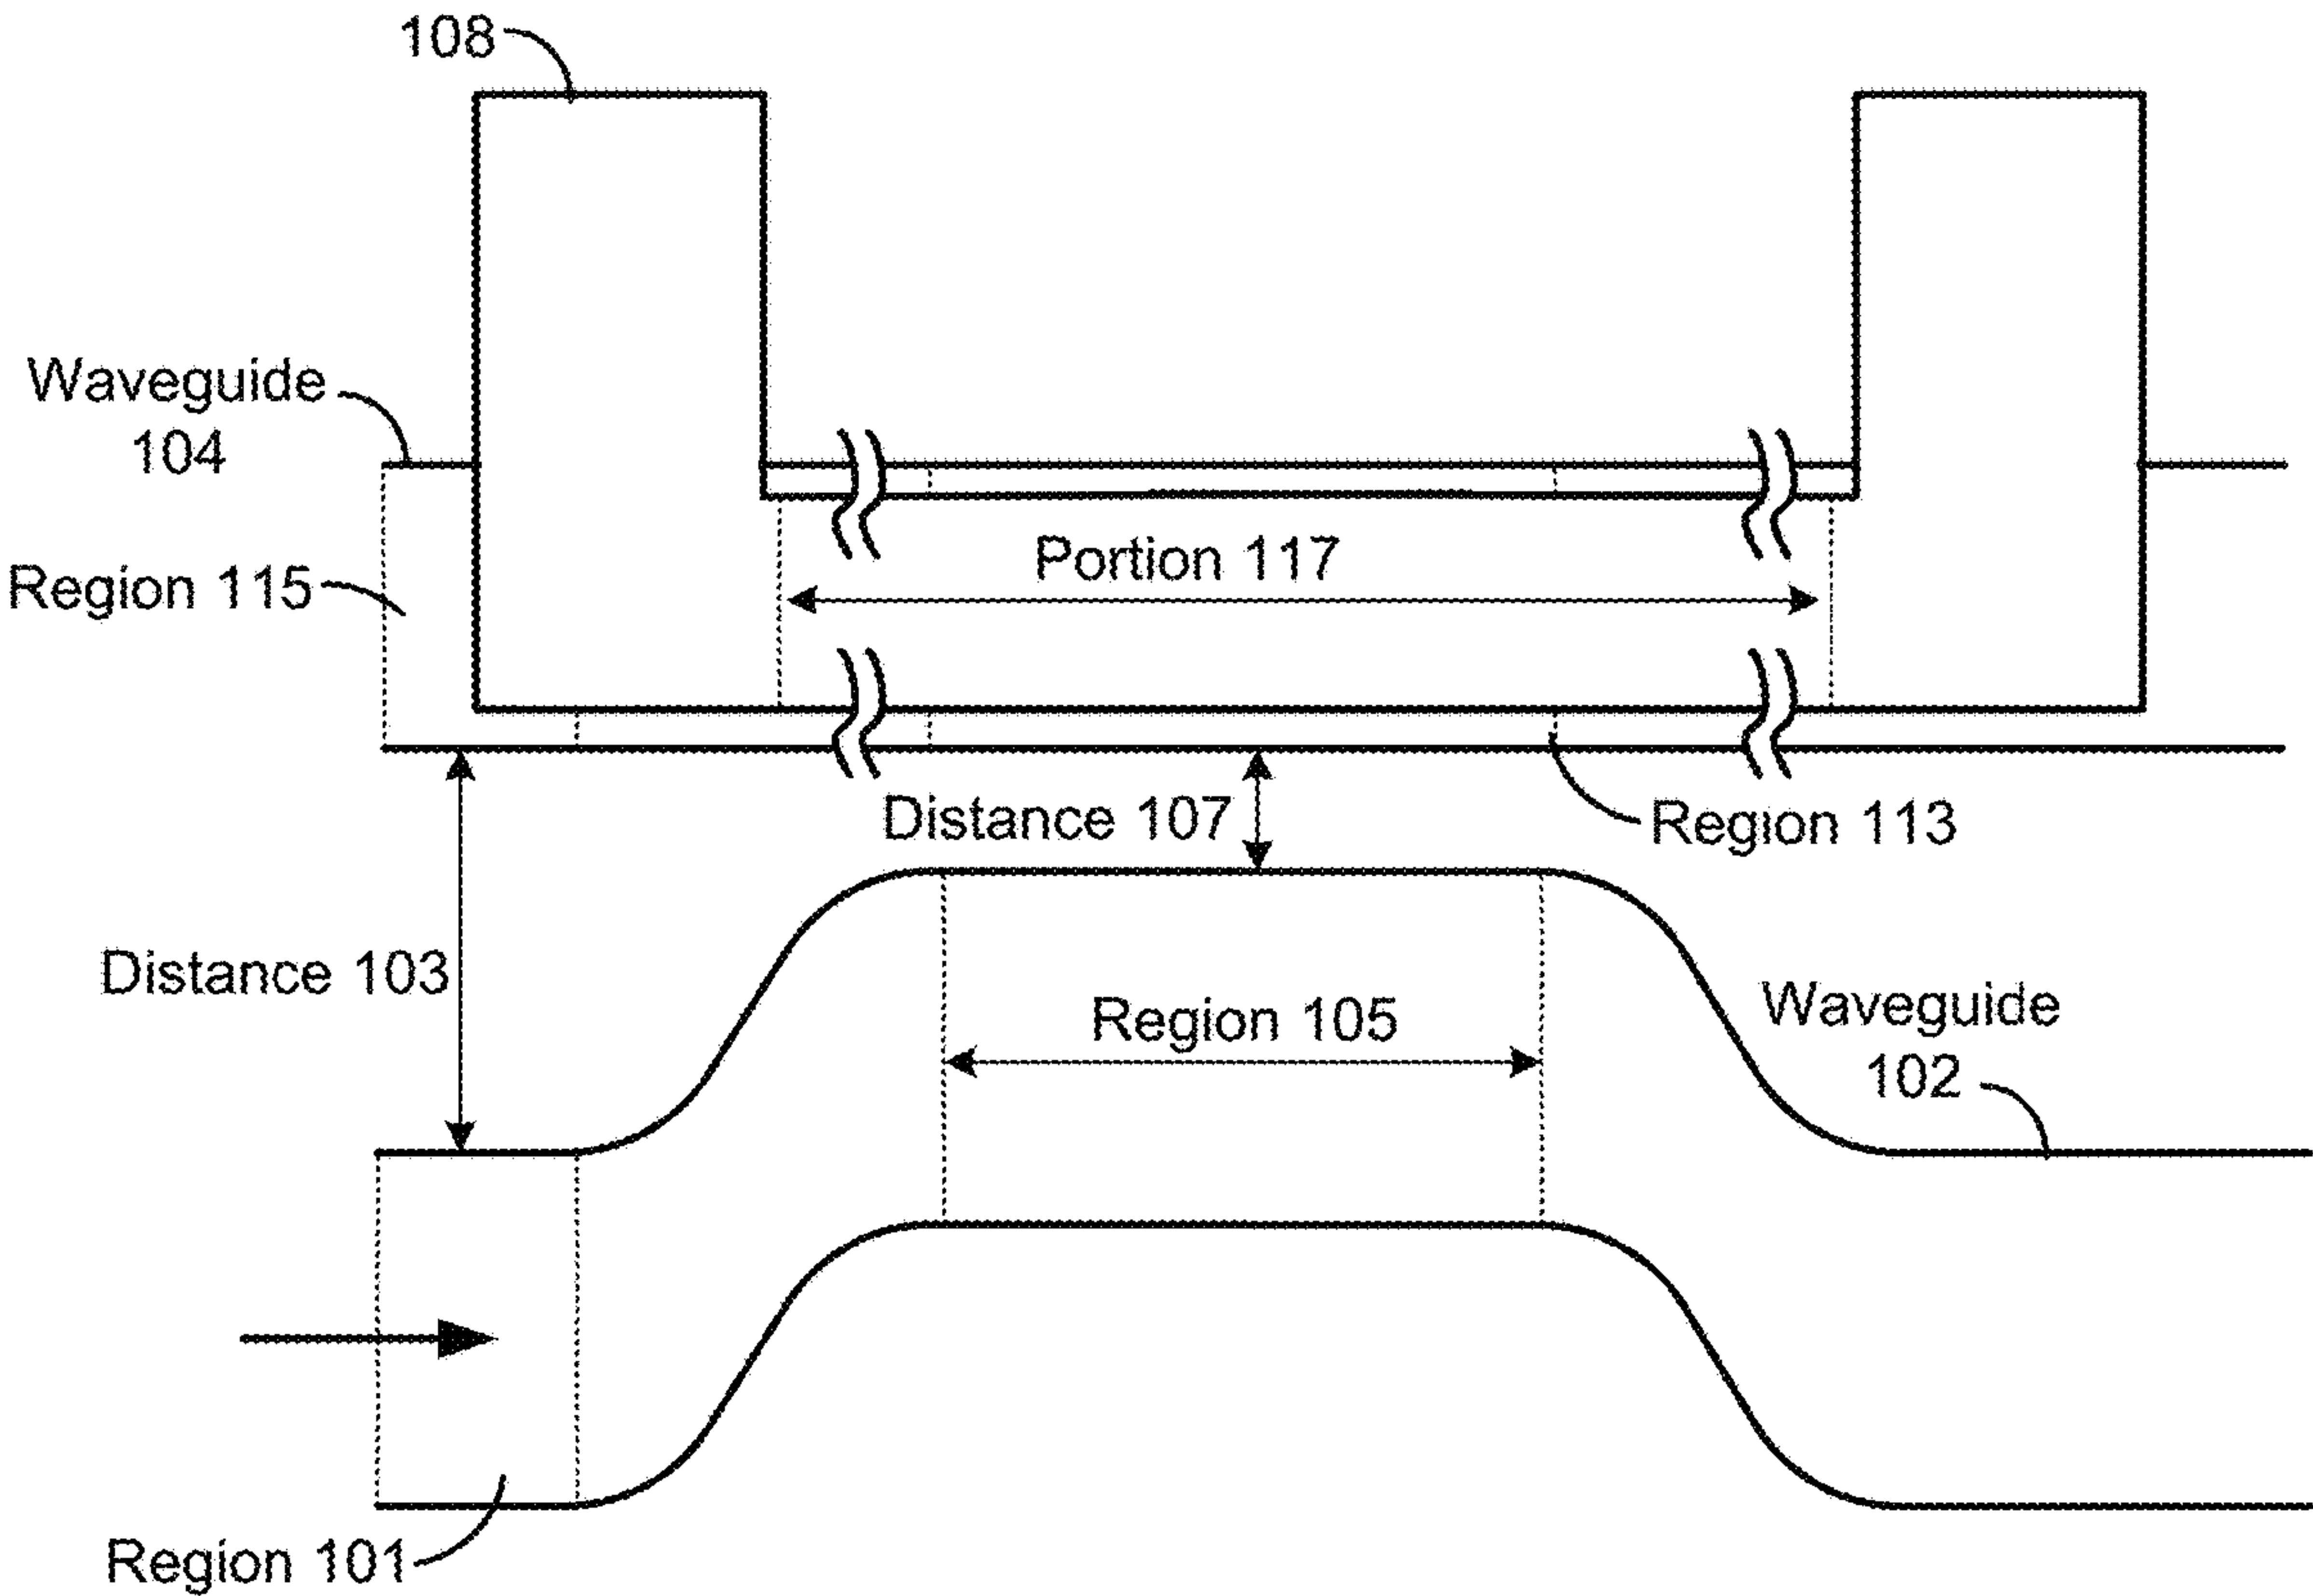 108
Waveguide
104
Portion 117
Region 115
Distance 107
Region 113
Distance 103
Waveguide
102
Region 105
Region 101